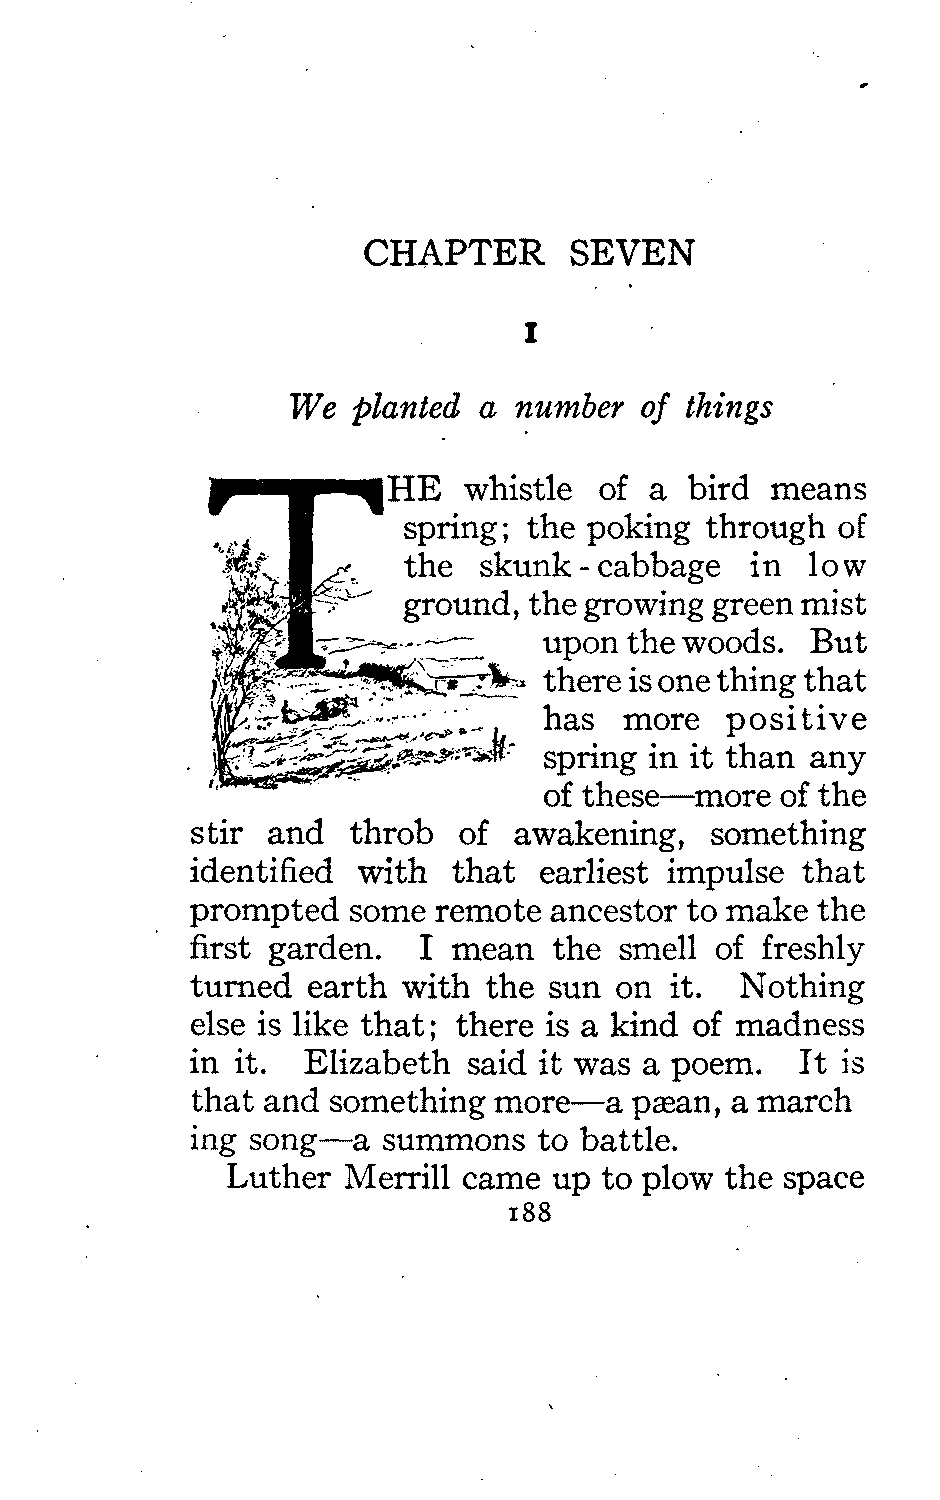 CHAPTER SEVEN
I
We planted a number of things
THE whistle of a bird means
spring; the poking through of
the skunk-cabbage in low
ground, the growing green mist
upon the woods. But
there is one thing that
has more positive
spring in it than any
of these—more of the
stir and throb of awakening, something
identified with that earliest impulse that
prompted some remote ancestor to make the
first garden. I mean the smell of freshly
turned earth with the sun on it. Nothing
else is like that; there is a kind of madness
in it. Elizabeth said it was a poem. It is
that and something more—a pæan, a march
ing song—a summons to battle.
Luther Merrill came up to plow the space
188